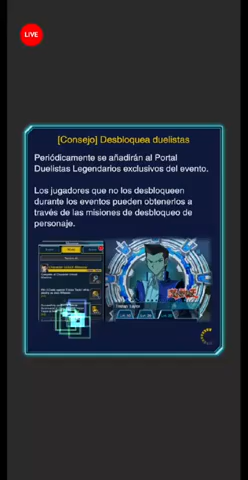 LIVE
[Consejo] Desbloquea duelistas
Periódicamente se añadirán al Portal
Duelistas Legendarios exclusivos del evento.
Los jugadores que no los desbloqueen
durante los eventos pueden obtenerlos a
través de las misiones de desbloqueo de
personaje.